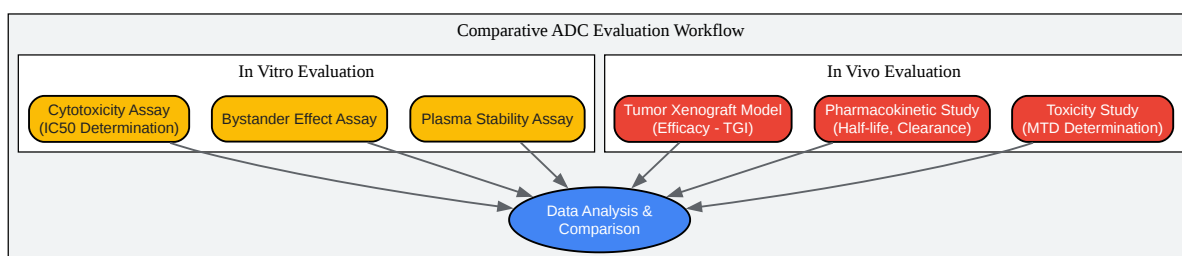 Comparative ADC Evaluation Workflow
In Vitro Evaluation
Cytotoxicity Assay
(IC50 Determination)
Bystander Effect Assay
Plasma Stability Assay
In Vivo Evaluation
Tumor Xenograft Model
(Efficacy - TGI)
Pharmacokinetic Study
(Half-life, Clearance)
Toxicity Study
(MTD Determination)
Data Analysis &
Comparison